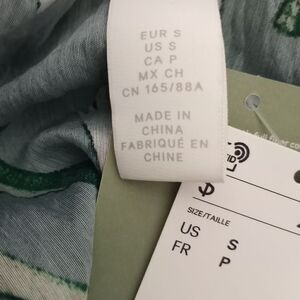 EUR S
US S
CA P
MX CH
CN 165/88A
MADE IN
CHINA
FABRIQUÉ EN
CHINE
SIZE/TAILLE
US S
FR P